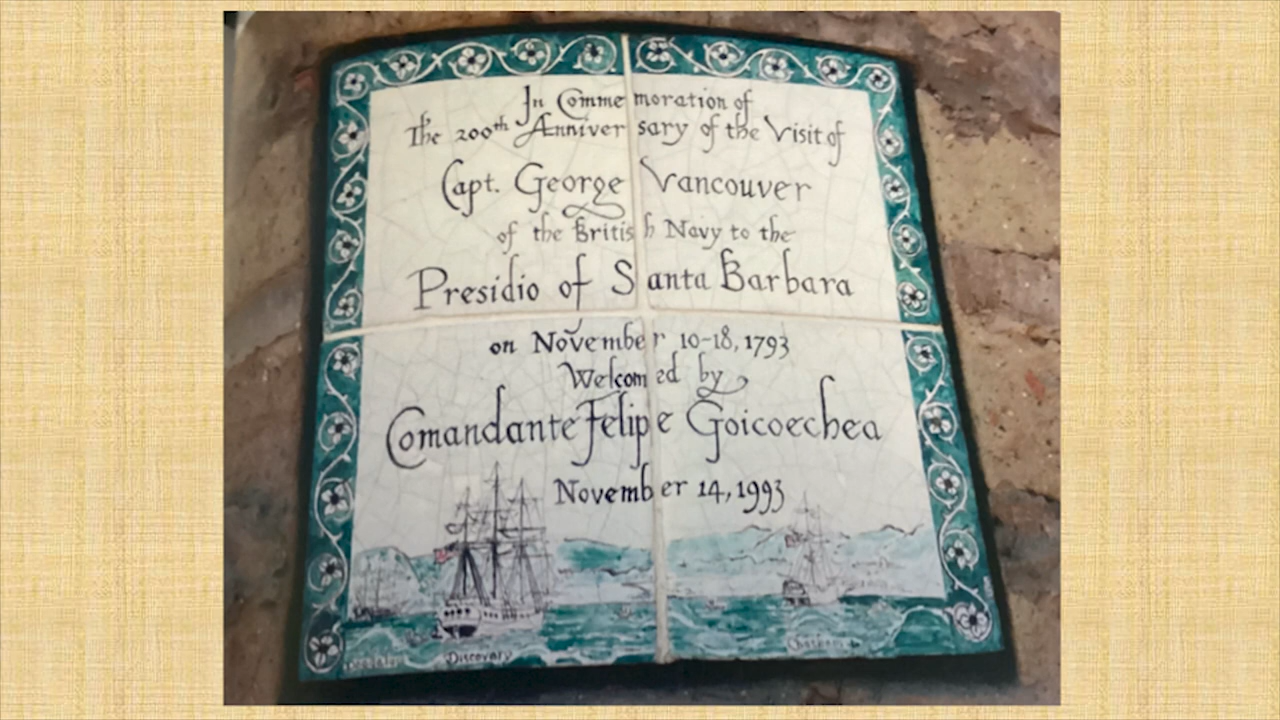 In Commemoration of
The 200th Anniversary of the Visit of
Capt. George Vancouver
of the British Navy to the
Presidio of Santa Barbara
on November 10-18, 1793
Welcomed by
Comandante Felipe Goicoechea
November 14, 1993
Discovery